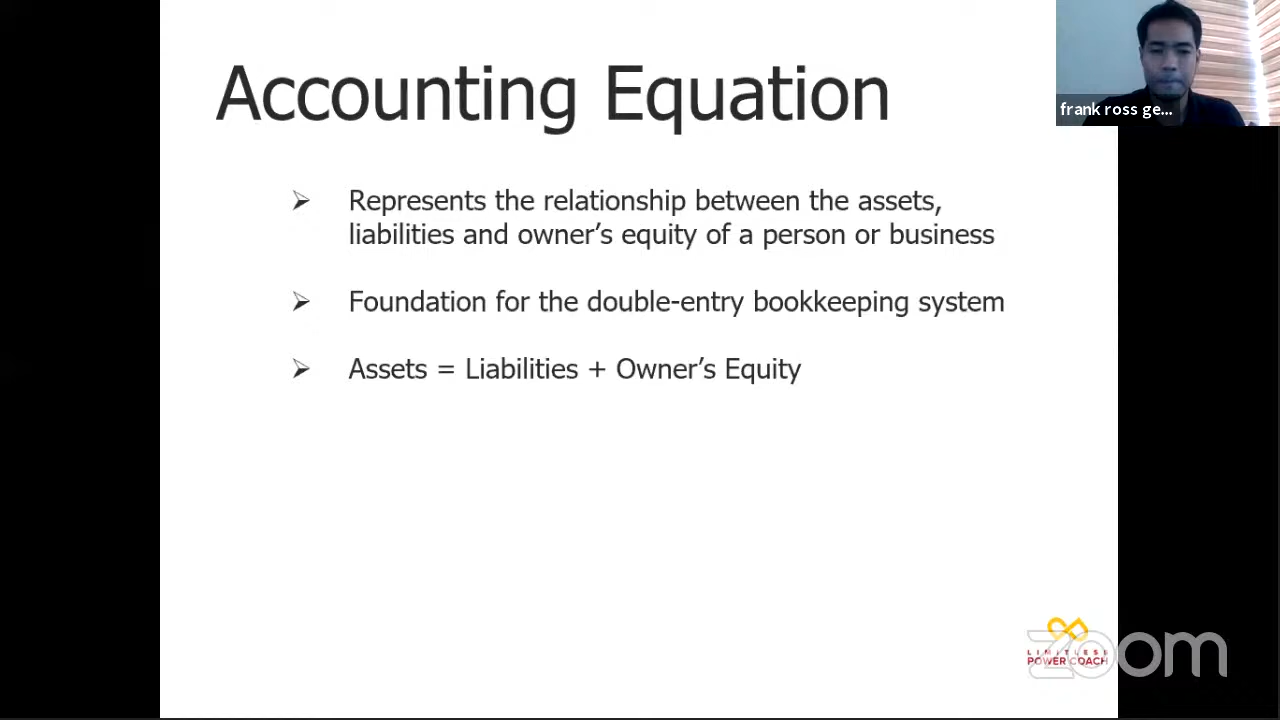 Accounting Equation
frank ross ge...
➢ Represents the relationship between the assets,
liabilities and owner’s equity of a person or business
➢ Foundation for the double-entry bookkeeping system
➢ Assets = Liabilities + Owner’s Equity
LIMITLESS
POWER COACH
zoom